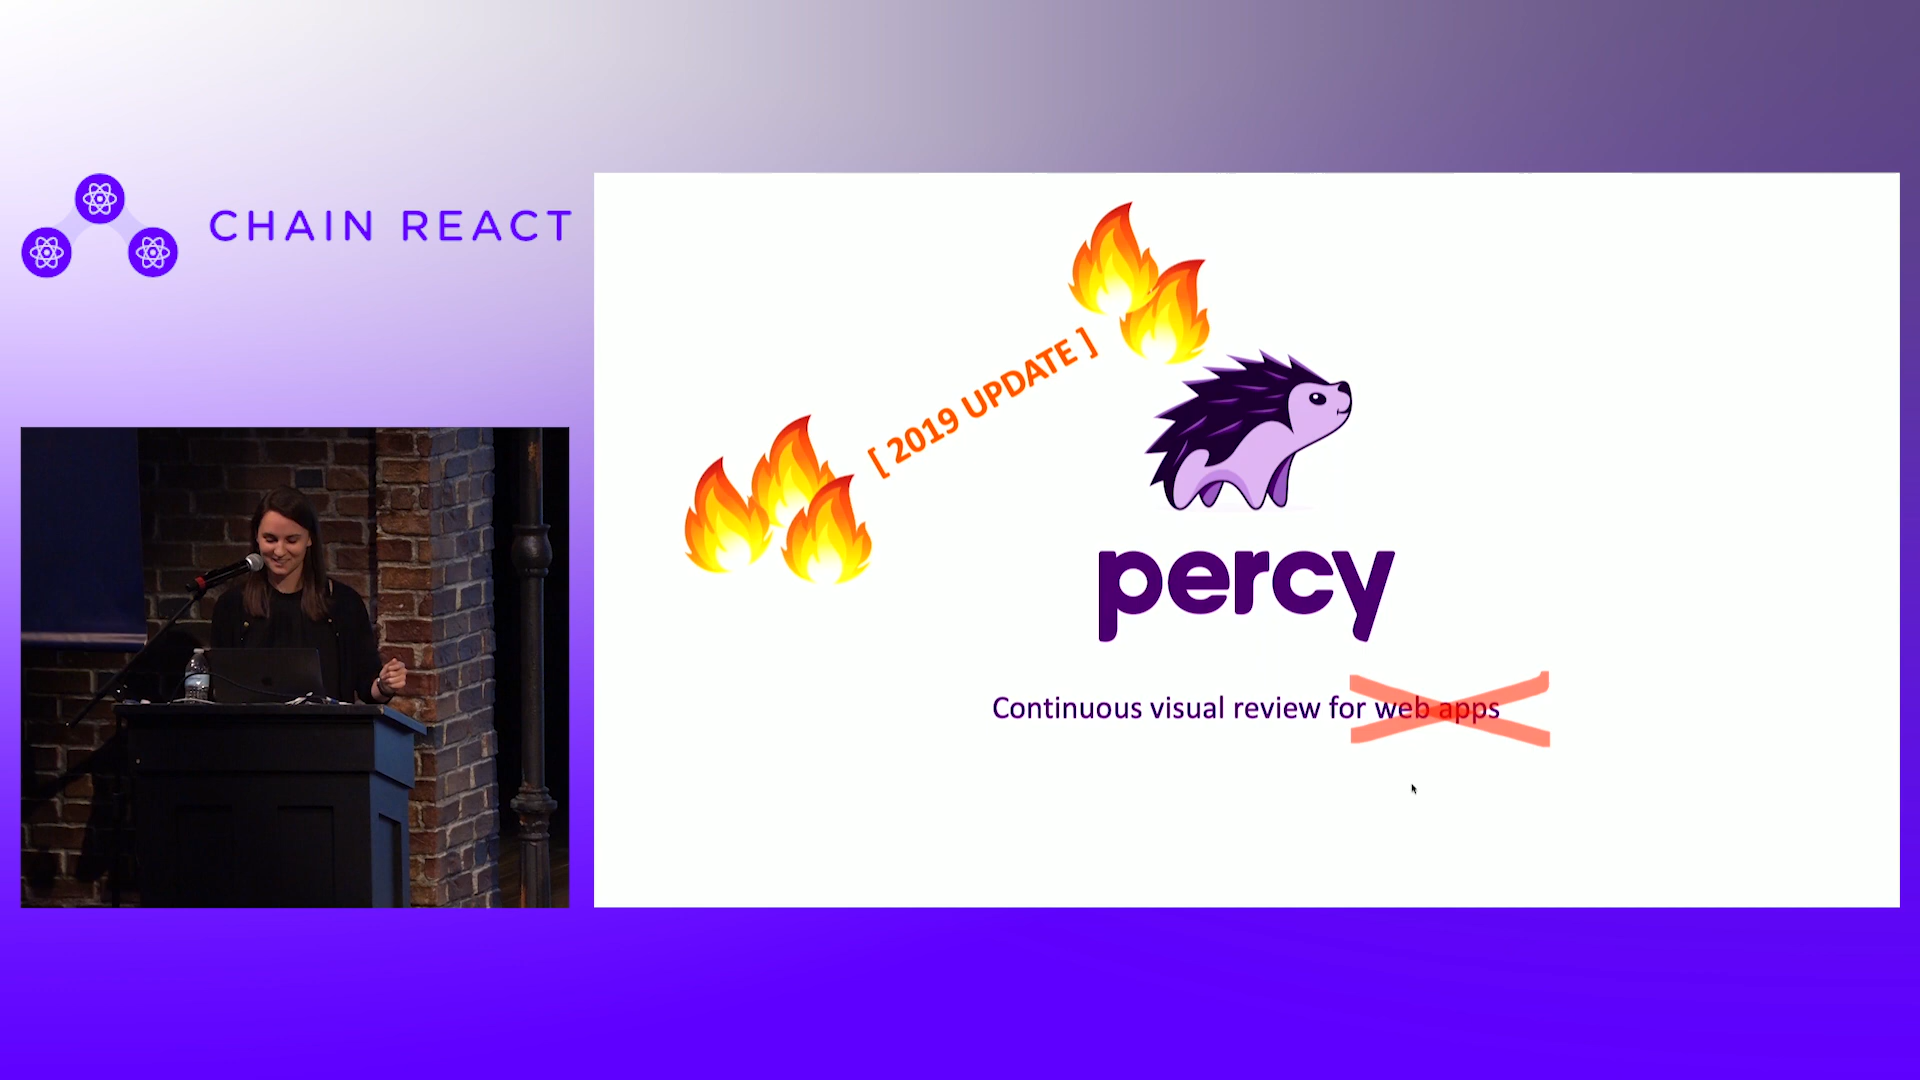 CHAIN REACT
[ 2019 UPDATE ]
percy
Continuous visual review for web apps